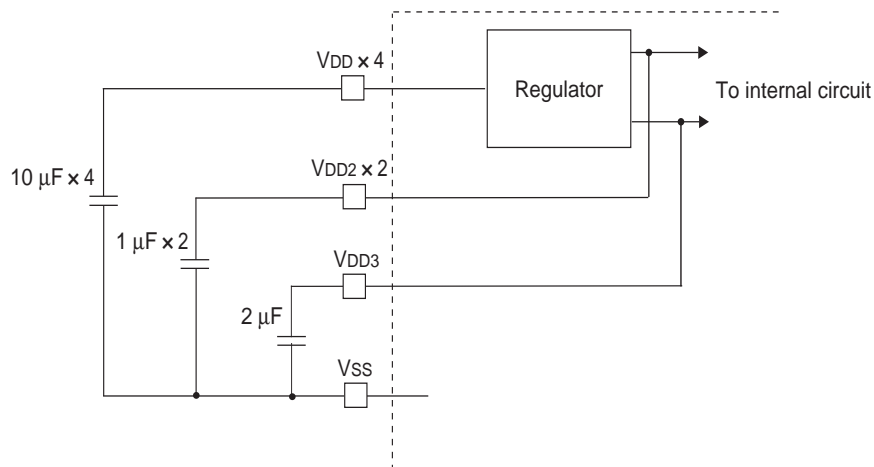 VDD × 4
Regulator
To internal circuit
10 μF × 4
VDD2 × 2
1 μF × 2
VDD3
2 μF
VSS